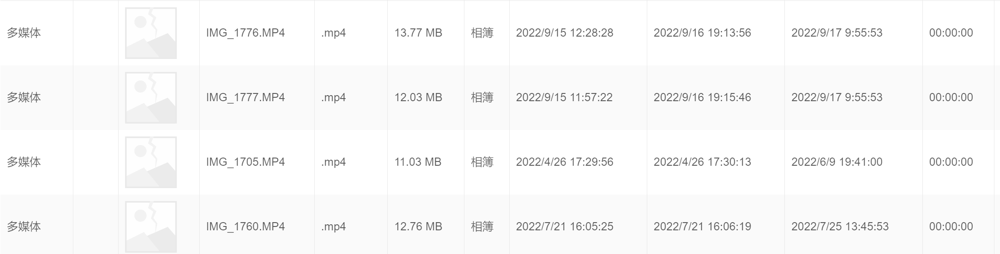 多媒体 IMG_1776.MP4 .mp4 13.77 MB 相簿 2022/9/15 12:28:28 2022/9/16 19:13:56 2022/9/17 9:55:53 00:00:00
多媒体 IMG_1777.MP4 .mp4 12.03 MB 相簿 2022/9/15 11:57:22 2022/9/16 19:15:46 2022/9/17 9:55:53 00:00:00
多媒体 IMG_1705.MP4 .mp4 11.03 MB 相簿 2022/4/26 17:29:56 2022/4/26 17:30:13 2022/6/9 19:41:00 00:00:00
多媒体 IMG_1760.MP4 .mp4 12.76 MB 相簿 2022/7/21 16:05:25 2022/7/21 16:06:19 2022/7/25 13:45:53 00:00:00